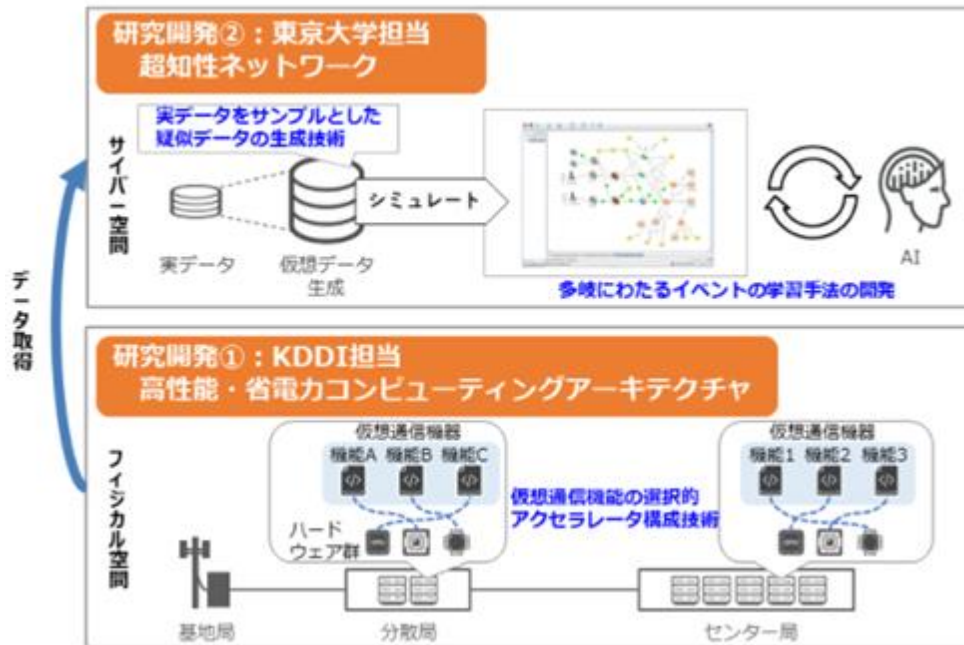 研究開発②：東京大学担当
超知性ネットワーク
実データをサンプルとした
疑似データの生成技術
サイバー空間
シミュレート
実データ
仮想データ
生成
AI
多岐にわたるイベントの学習手法の開発
データ取得
研究開発①：KDDI担当
高性能・省電力コンピューティングアーキテクチャ
フィジカル空間
仮想通信機器
機能A 機能B 機能C
仮想通信機能の選択的
アクセラレータ構成技術
仮想通信機器
機能1 機能2 機能3
ハード
ウェア群
基地局
分散局
センター局